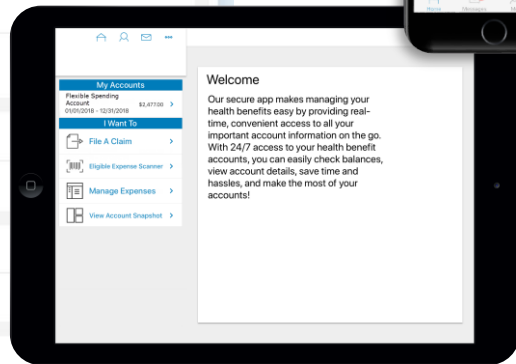 Home Messages
My Accounts
Flexible Spending
Account
$2,477.00
01/01/2018 - 12/31/2018
I Want To
File A Claim
Eligible Expense Scanner
Manage Expenses
View Account Snapshot
Welcome
Our secure app makes managing your
health benefits easy by providing real-
time, convenient access to all your
important account information on the go.
With 24/7 access to your health benefit
accounts, you can easily check balances,
view account details, save time and
hassles, and make the most of your
accounts!